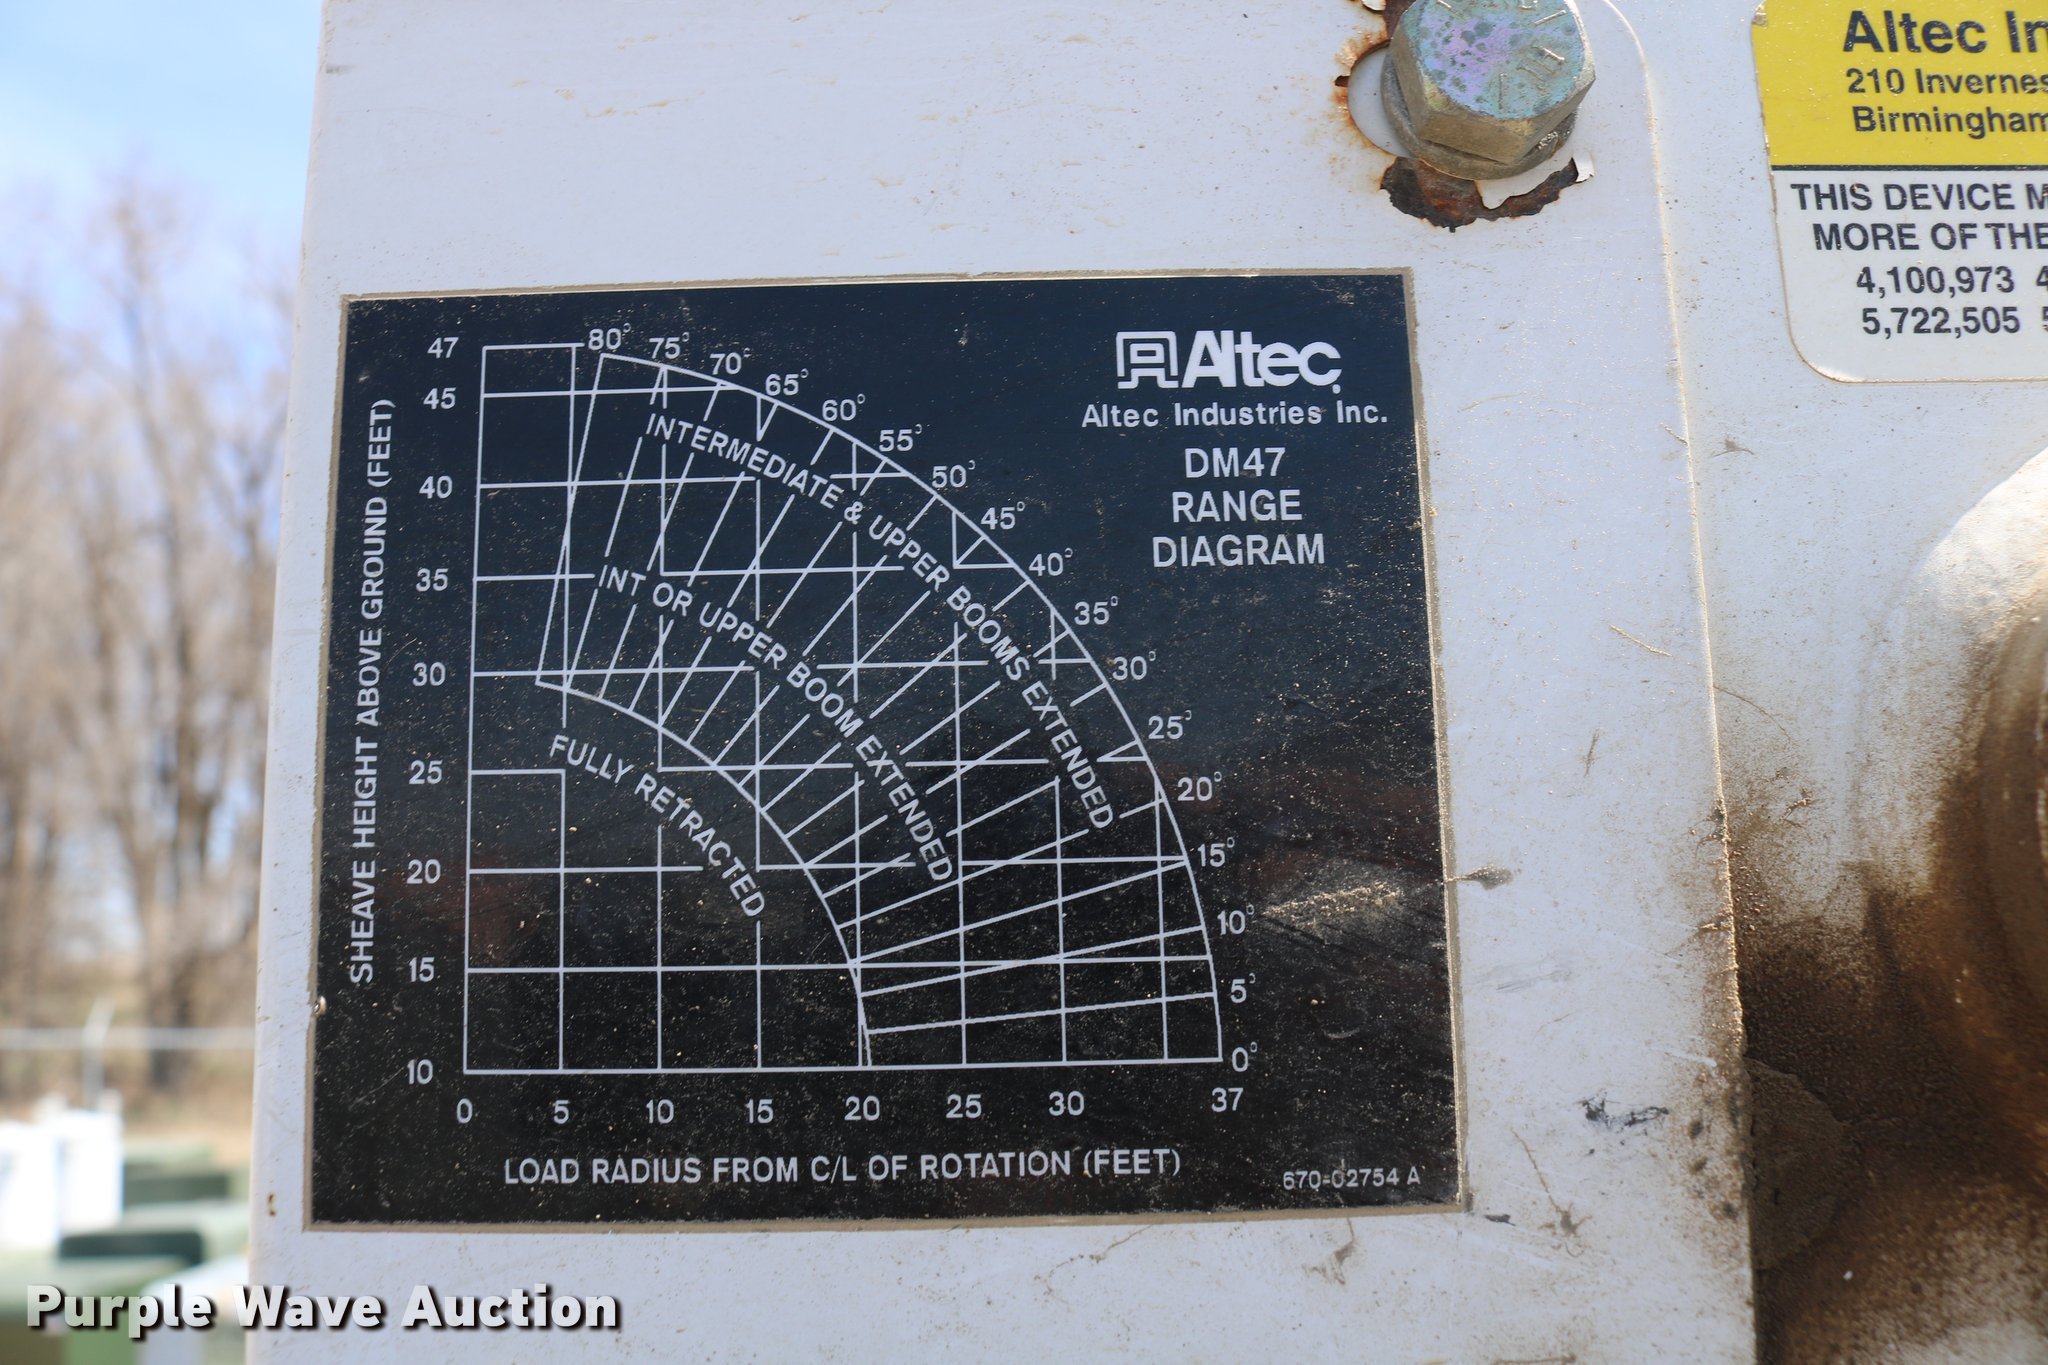 Altec In
210 Invernes
Birmingham
THIS DEVICE M
MORE OF THE
4,100,973 4
5,722,505 5
Altec
Altec Industries Inc.
DM47
RANGE
DIAGRAM
SHEAVE HEIGHT ABOVE GROUND (FEET)
47
45
40
35
30
25
20
15
10
80°
75°
70°
65°
60°
55°
50°
45°
40°
35°
30°
25°
20°
15°
10°
5°
0°
INTERMEDIATE & UPPER BOOMS EXTENDED
INT OR UPPER BOOM EXTENDED
FULLY RETRACTED
0 5 10 15 20 25 30 37
LOAD RADIUS FROM C/L OF ROTATION (FEET)
670-02754 A
Purple Wave Auction